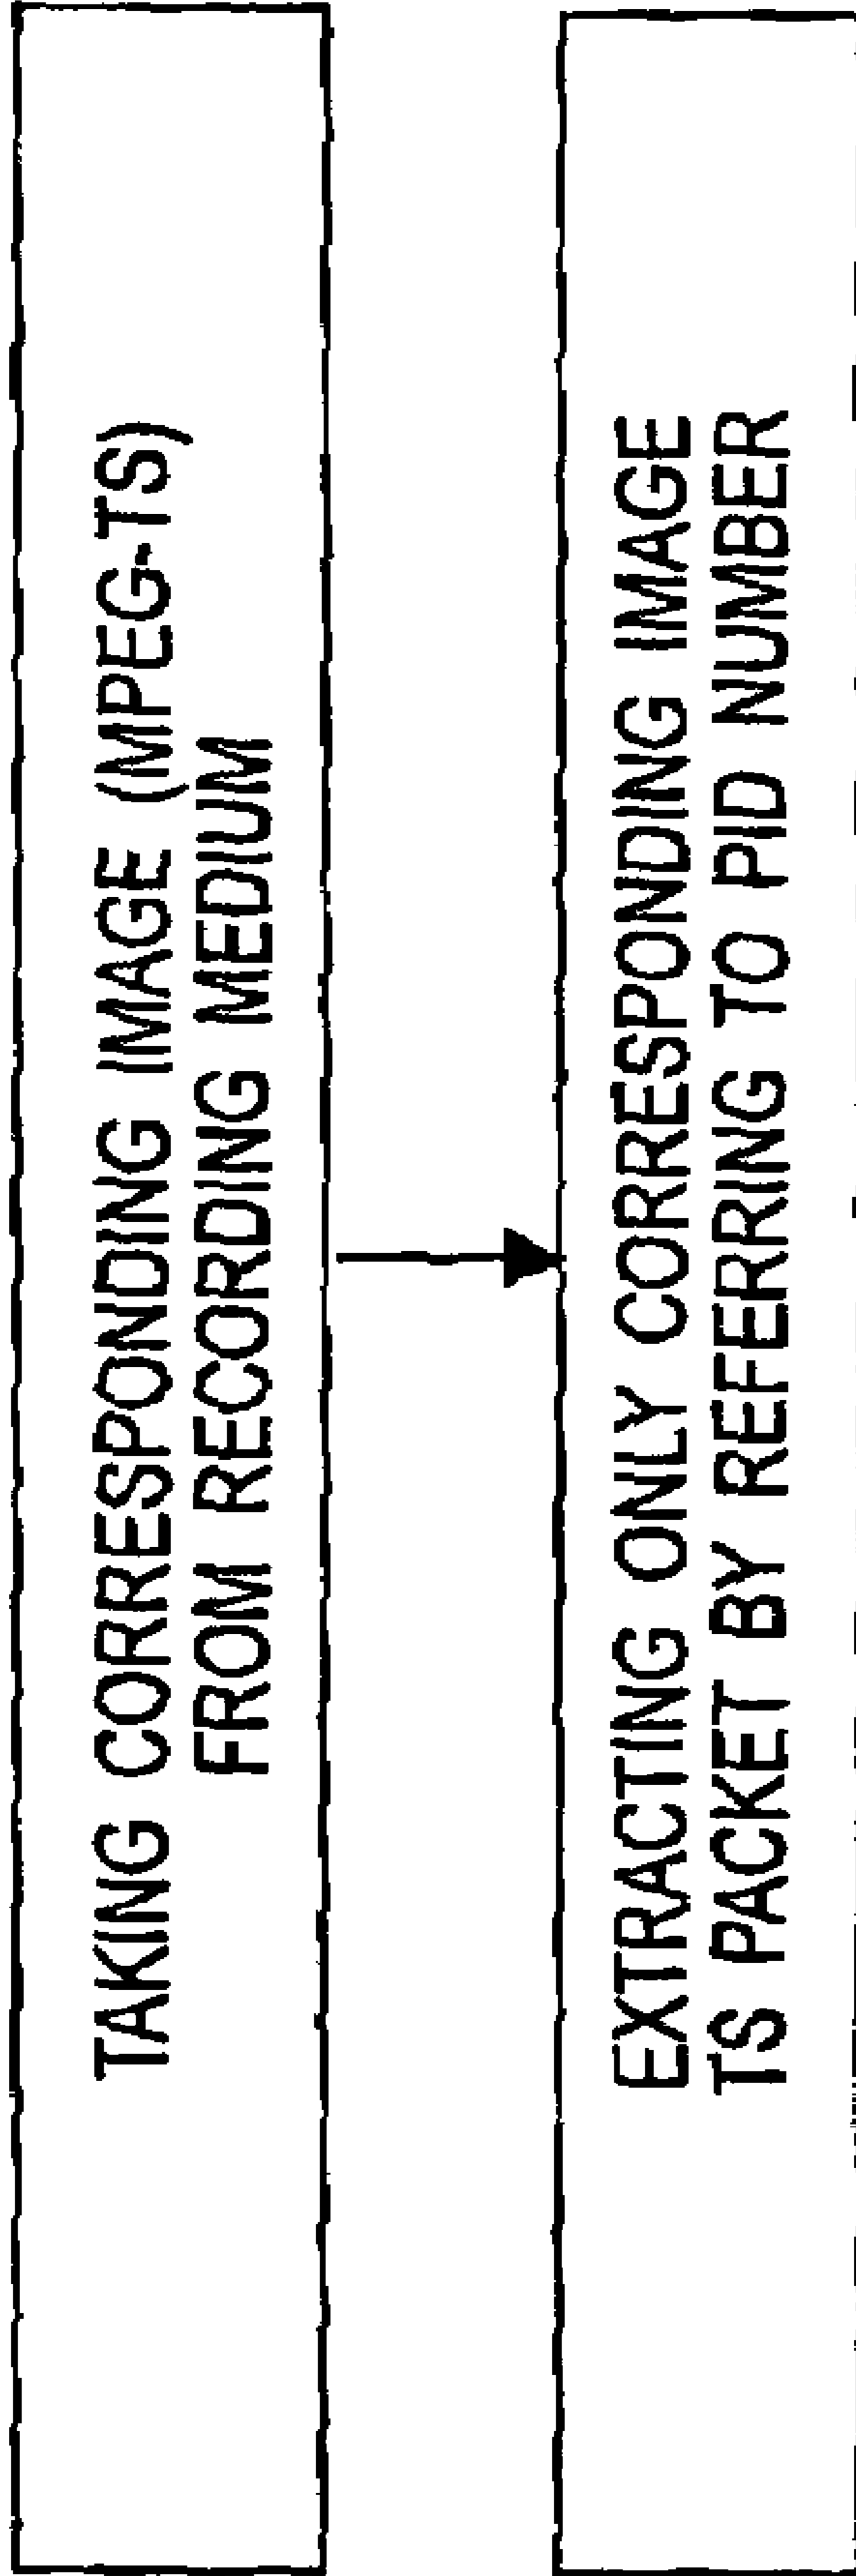 TAKING CORRESPONDING IMAGE (MPEG-TS)
FROM RECORDING MEDIUM
EXTRACTING ONLY CORRESPONDING IMAGE
TS PACKET BY REFERRING TO PID NUMBER